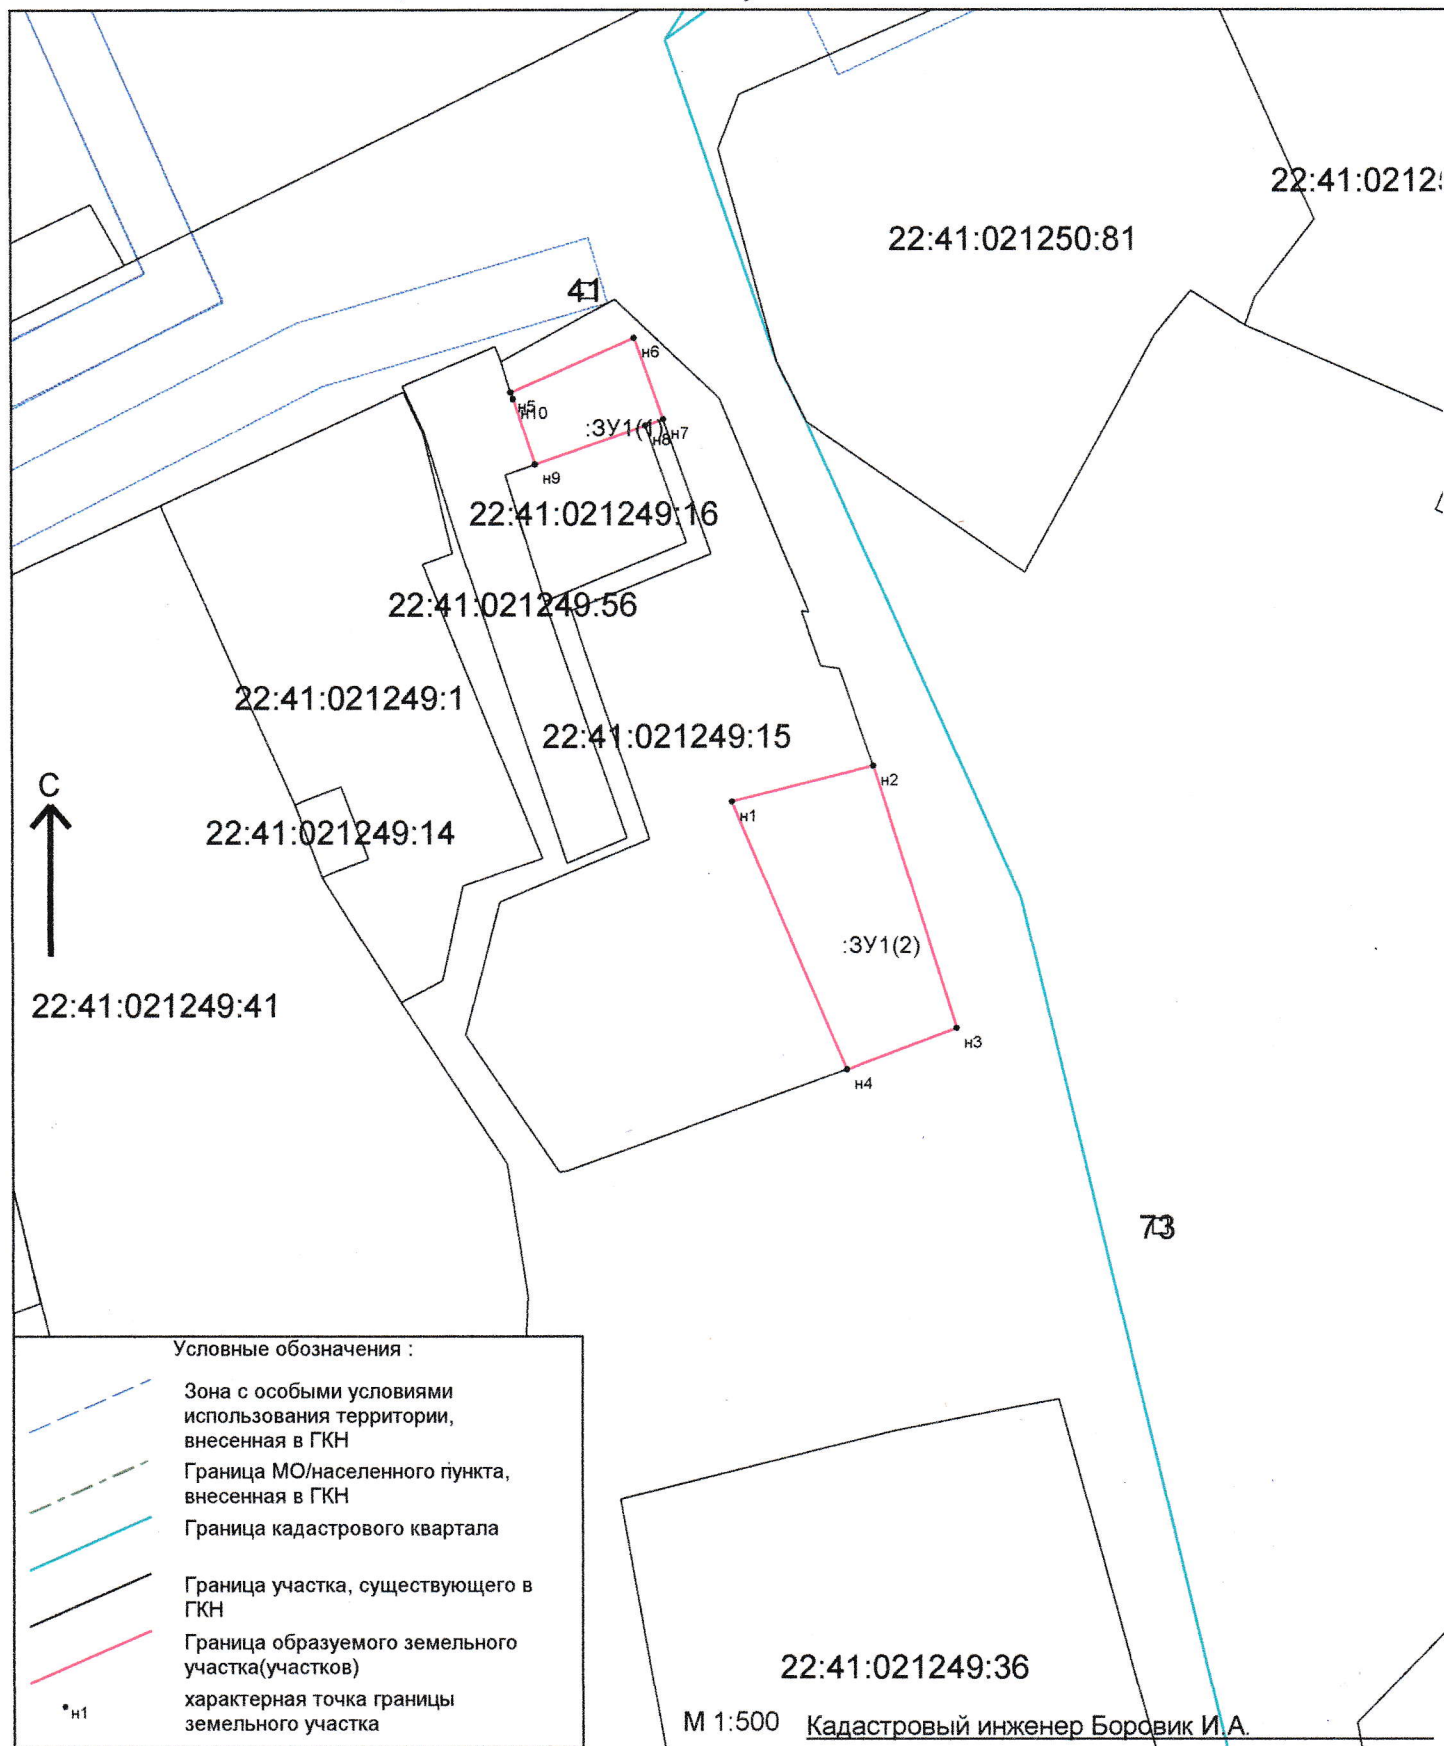 22:41:02125
22:41:021250:81
41
н6
н5
н10
:ЗУ1(1)
н7
н8
н9
22:41:021249:16
22:41:021249:56
22:41:021249:1
22:41:021249:15
С
н2
н1
22:41:021249:14
:ЗУ1(2)
22:41:021249:41
н3
н4
73
Условные обозначения :
Зона с особыми условиями
использования территории,
внесенная в ГКН
Граница МО/населенного пункта,
внесенная в ГКН
Граница кадастрового квартала
Граница участка, существующего в
ГКН
Граница образуемого земельного
участка(участков)
н1
характерная точка границы
земельного участка
22:41:021249:36
М 1:500 Кадастровый инженер Боровик И.А.